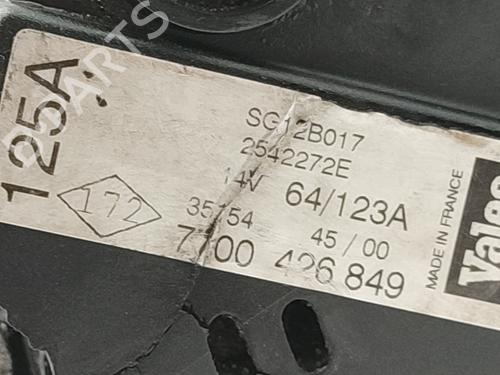 125A
SG12B017
2542272E
14V 64/123A
172
35154 45/00
7700 426 849
MADE IN FRANCE
Valeo